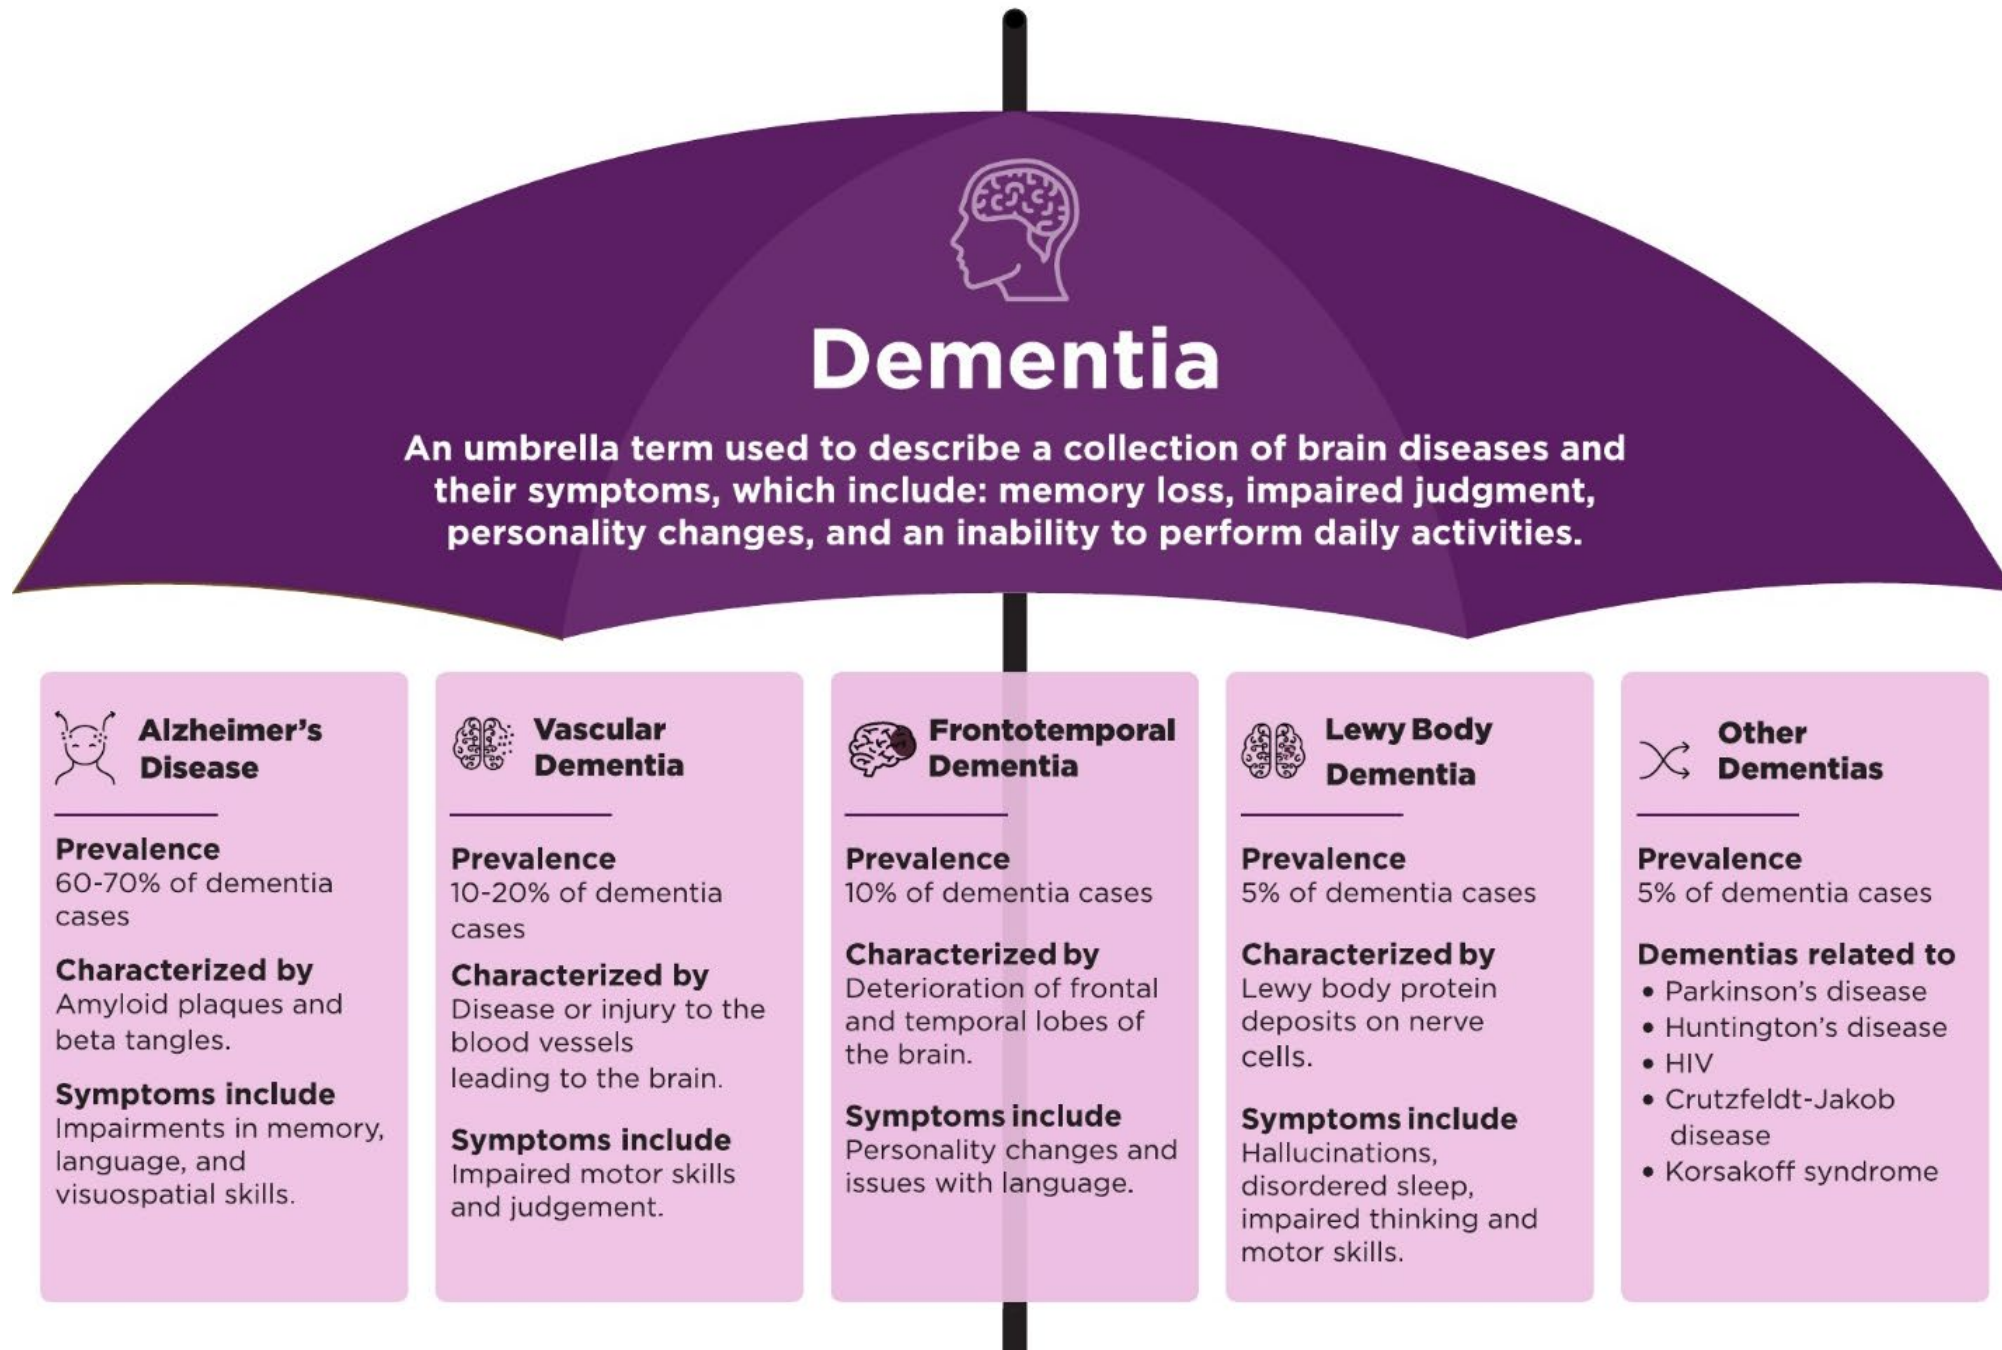 Dementia
An umbrella term used to describe a collection of brain diseases and
their symptoms, which include: memory loss, impaired judgment,
personality changes, and an inability to perform daily activities.
Alzheimer's
Disease
Prevalence
60-70% of dementia
cases
Characterized by
Amyloid plaques and
beta tangles.
Symptoms include
Impairments in memory,
language, and
visuospatial skills.
Vascular
Dementia
Prevalence
10-20% of dementia
cases
Characterized by
Disease or injury to the
blood vessels
leading to the brain.
Symptoms include
Impaired motor skills
and judgement.
Frontotemporal
Dementia
Prevalence
10% of dementia cases
Characterized by
Deterioration of frontal
and temporal lobes of
the brain.
Symptoms include
Personality changes and
issues with language.
Lewy Body
Dementia
Prevalence
5% of dementia cases
Characterized by
Lewy body protein
deposits on nerve
cells.
Symptoms include
Hallucinations,
disordered sleep,
impaired thinking and
motor skills.
Other
Dementias
Prevalence
5% of dementia cases
Dementias related to
• Parkinson's disease
• Huntington's disease
• HIV
• Crutzfeldt-Jakob
disease
• Korsakoff syndrome